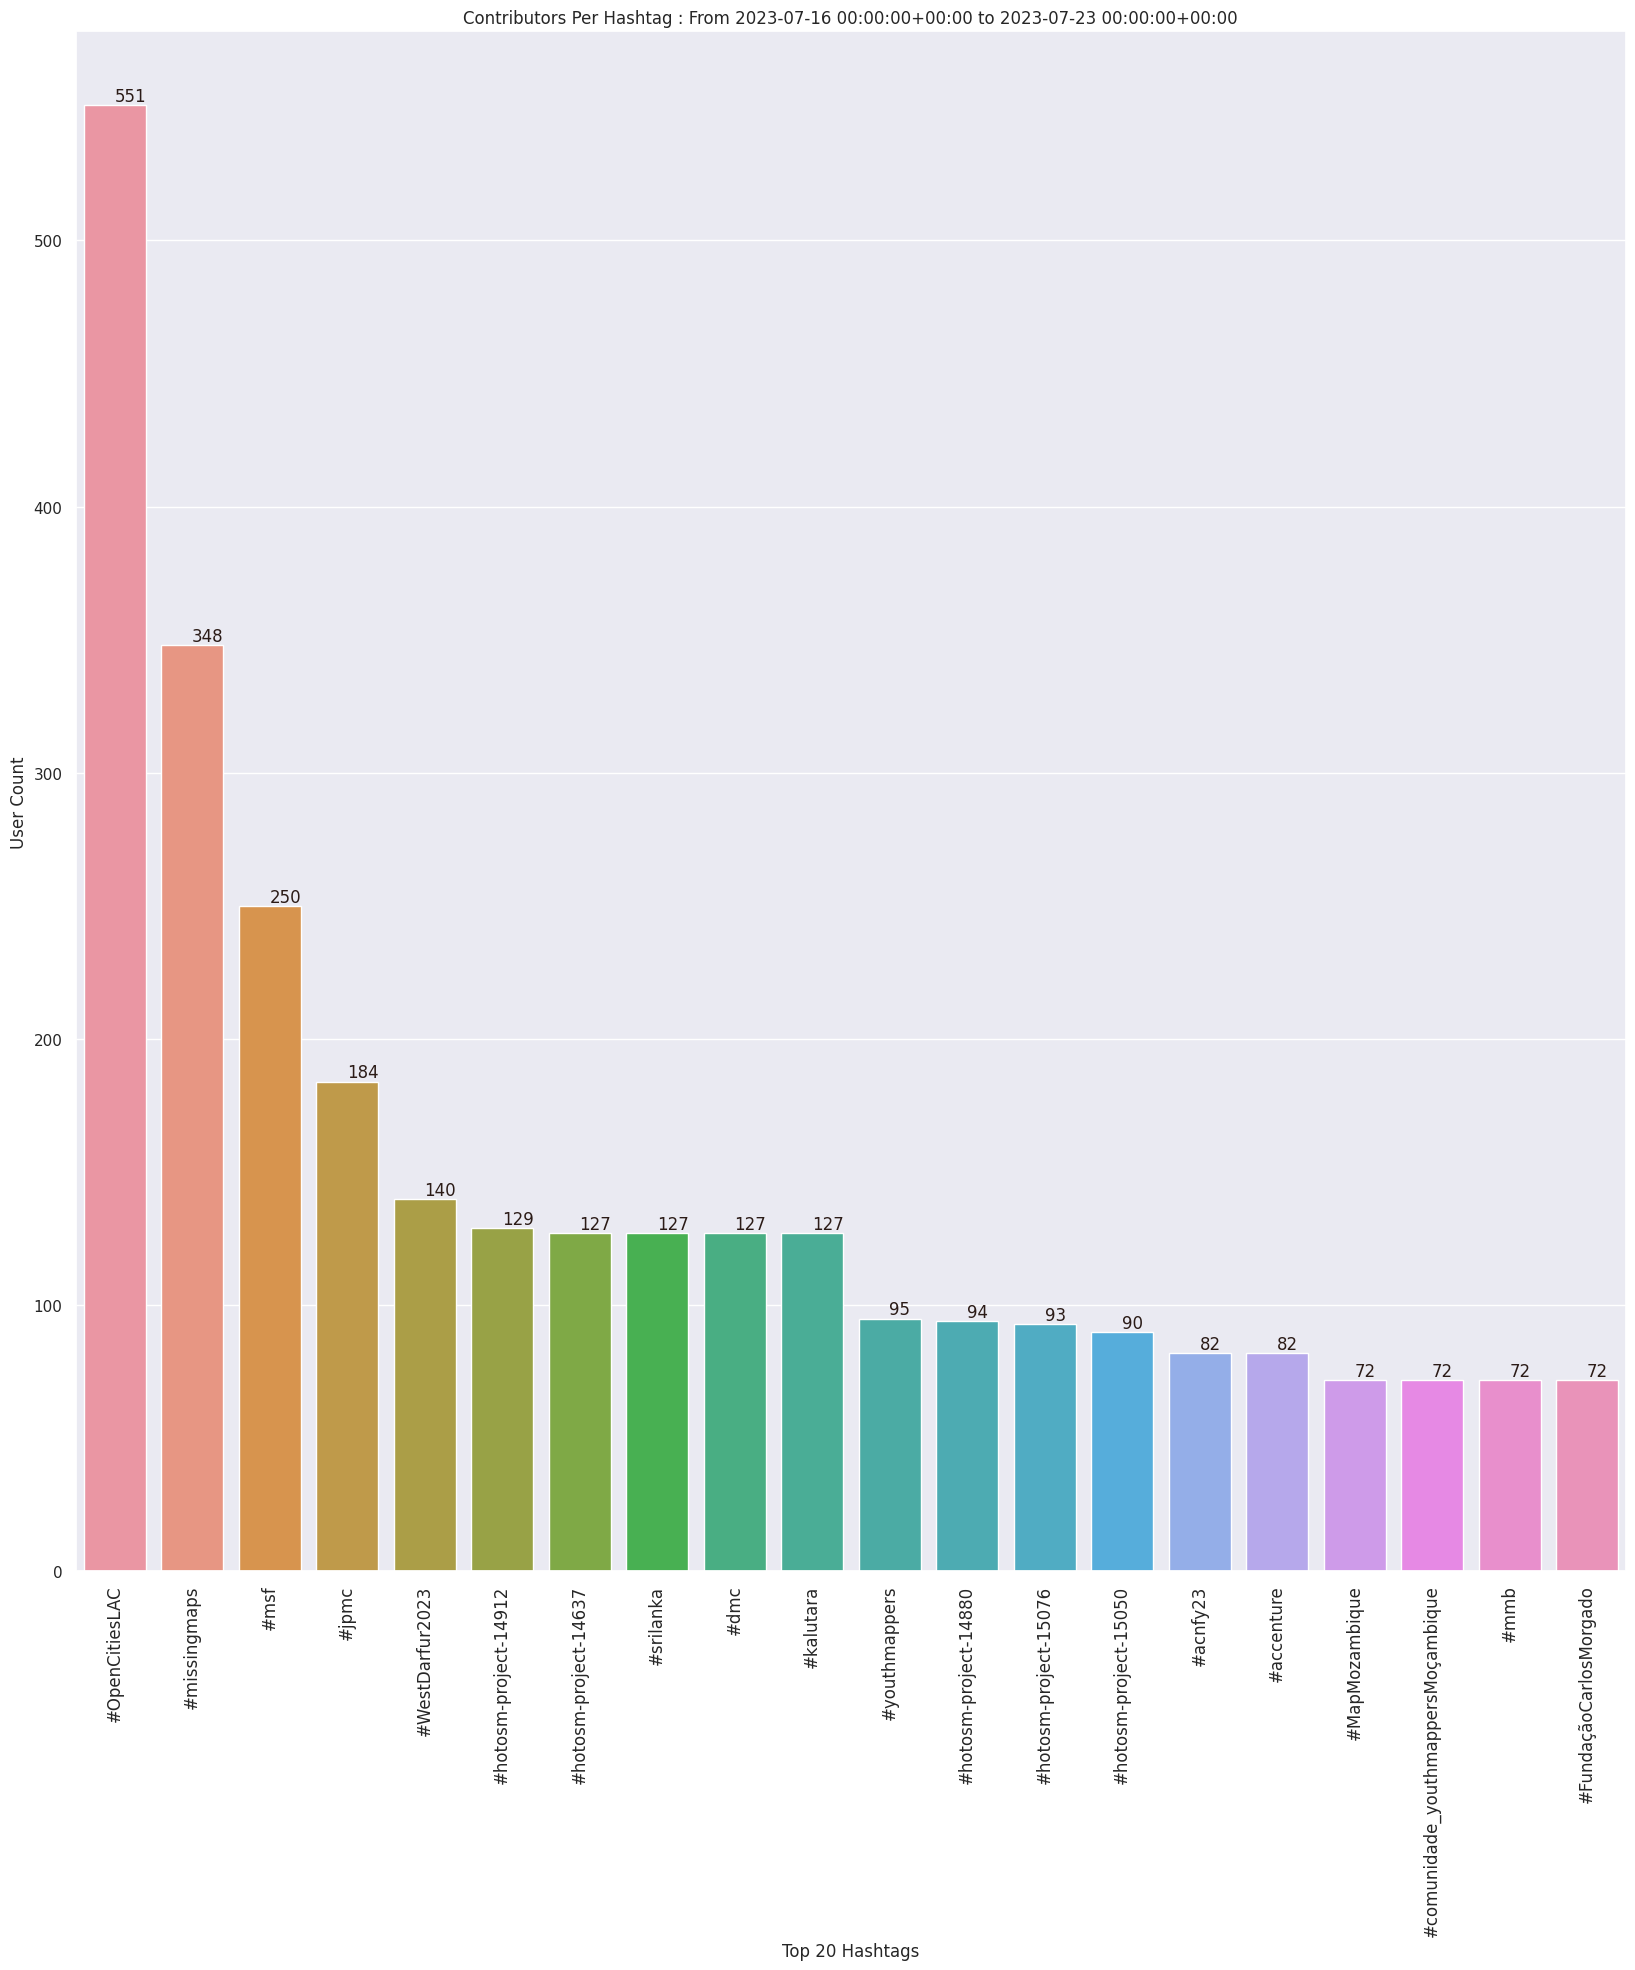 Contributors Per Hashtag : From 2023-07-16 00:00:00+00:00 to 2023-07-23 00:00:00+00:00
User Count
500
400
300
200
100
0
551
348
250
184
140
129
127
127
127
127
95
94
93
90
82
82
72
72
72
72
#OpenCitiesLAC
#missingmaps
#msf
#jpmc
#WestDarfur2023
#hotosm-project-14912
#hotosm-project-14637
#srilanka
#dmc
#kalutara
#youthmappers
#hotosm-project-14880
#hotosm-project-15076
#hotosm-project-15050
#acnfy23
#accenture
#MapMozambique
#comunidade_youthmappersMoçambique
#mmb
#FundaçãoCarlosMorgado
Top 20 Hashtags